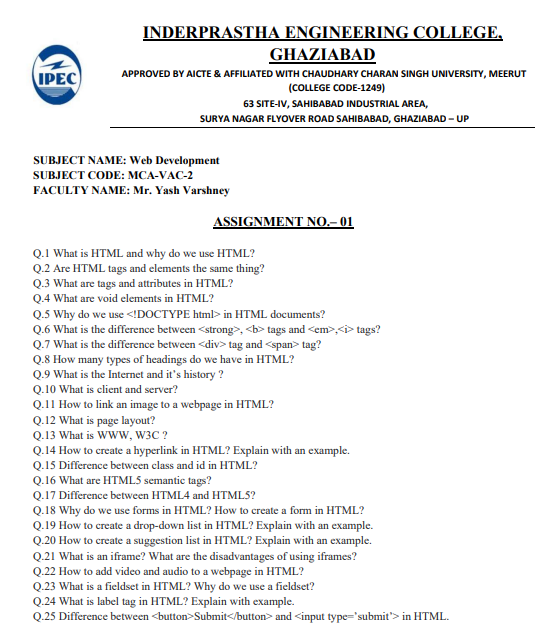 INDERPRASTHA ENGINEERING COLLEGE,
GHAZIABAD
IPEC
APPROVED BY AICTE & AFFILIATED WITH CHAUDHARY CHARAN SINGH UNIVERSITY, MEERUT
(COLLEGE CODE-1249)
63 SITE-IV, SAHIBABAD INDUSTRIAL AREA,
SURYA NAGAR FLYOVER ROAD SAHIBABAD, GHAZIABAD – UP
SUBJECT NAME: Web Development
SUBJECT CODE: MCA-VAC-2
FACULTY NAME: Mr. Yash Varshney
ASSIGNMENT NO.– 01
Q.1 What is HTML and why do we use HTML?
Q.2 Are HTML tags and elements the same thing?
Q.3 What are tags and attributes in HTML?
Q.4 What are void elements in HTML?
Q.5 Why do we use <!DOCTYPE html> in HTML documents?
Q.6 What is the difference between <strong>, <b> tags and <em>,<i> tags?
Q.7 What is the difference between <div> tag and <span> tag?
Q.8 How many types of headings do we have in HTML?
Q.9 What is the Internet and it’s history ?
Q.10 What is client and server?
Q.11 How to link an image to a webpage in HTML?
Q.12 What is page layout?
Q.13 What is WWW, W3C ?
Q.14 How to create a hyperlink in HTML? Explain with an example.
Q.15 Difference between class and id in HTML?
Q.16 What are HTML5 semantic tags?
Q.17 Difference between HTML4 and HTML5?
Q.18 Why do we use forms in HTML? How to create a form in HTML?
Q.19 How to create a drop-down list in HTML? Explain with an example.
Q.20 How to create a suggestion list in HTML? Explain with an example.
Q.21 What is an iframe? What are the disadvantages of using iframes?
Q.22 How to add video and audio to a webpage in HTML?
Q.23 What is a fieldset in HTML? Why do we use a fieldset?
Q.24 What is label tag in HTML? Explain with example.
Q.25 Difference between <button>Submit</button> and <input type=’submit’> in HTML.